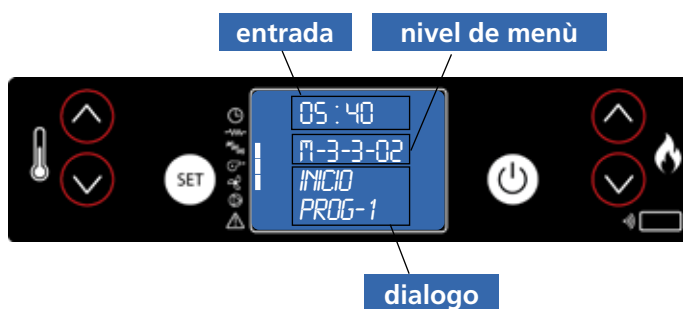 entrada
nivel de menù
05:40
M-3-3-02
INICIO
PROG-1
SET
dialogo